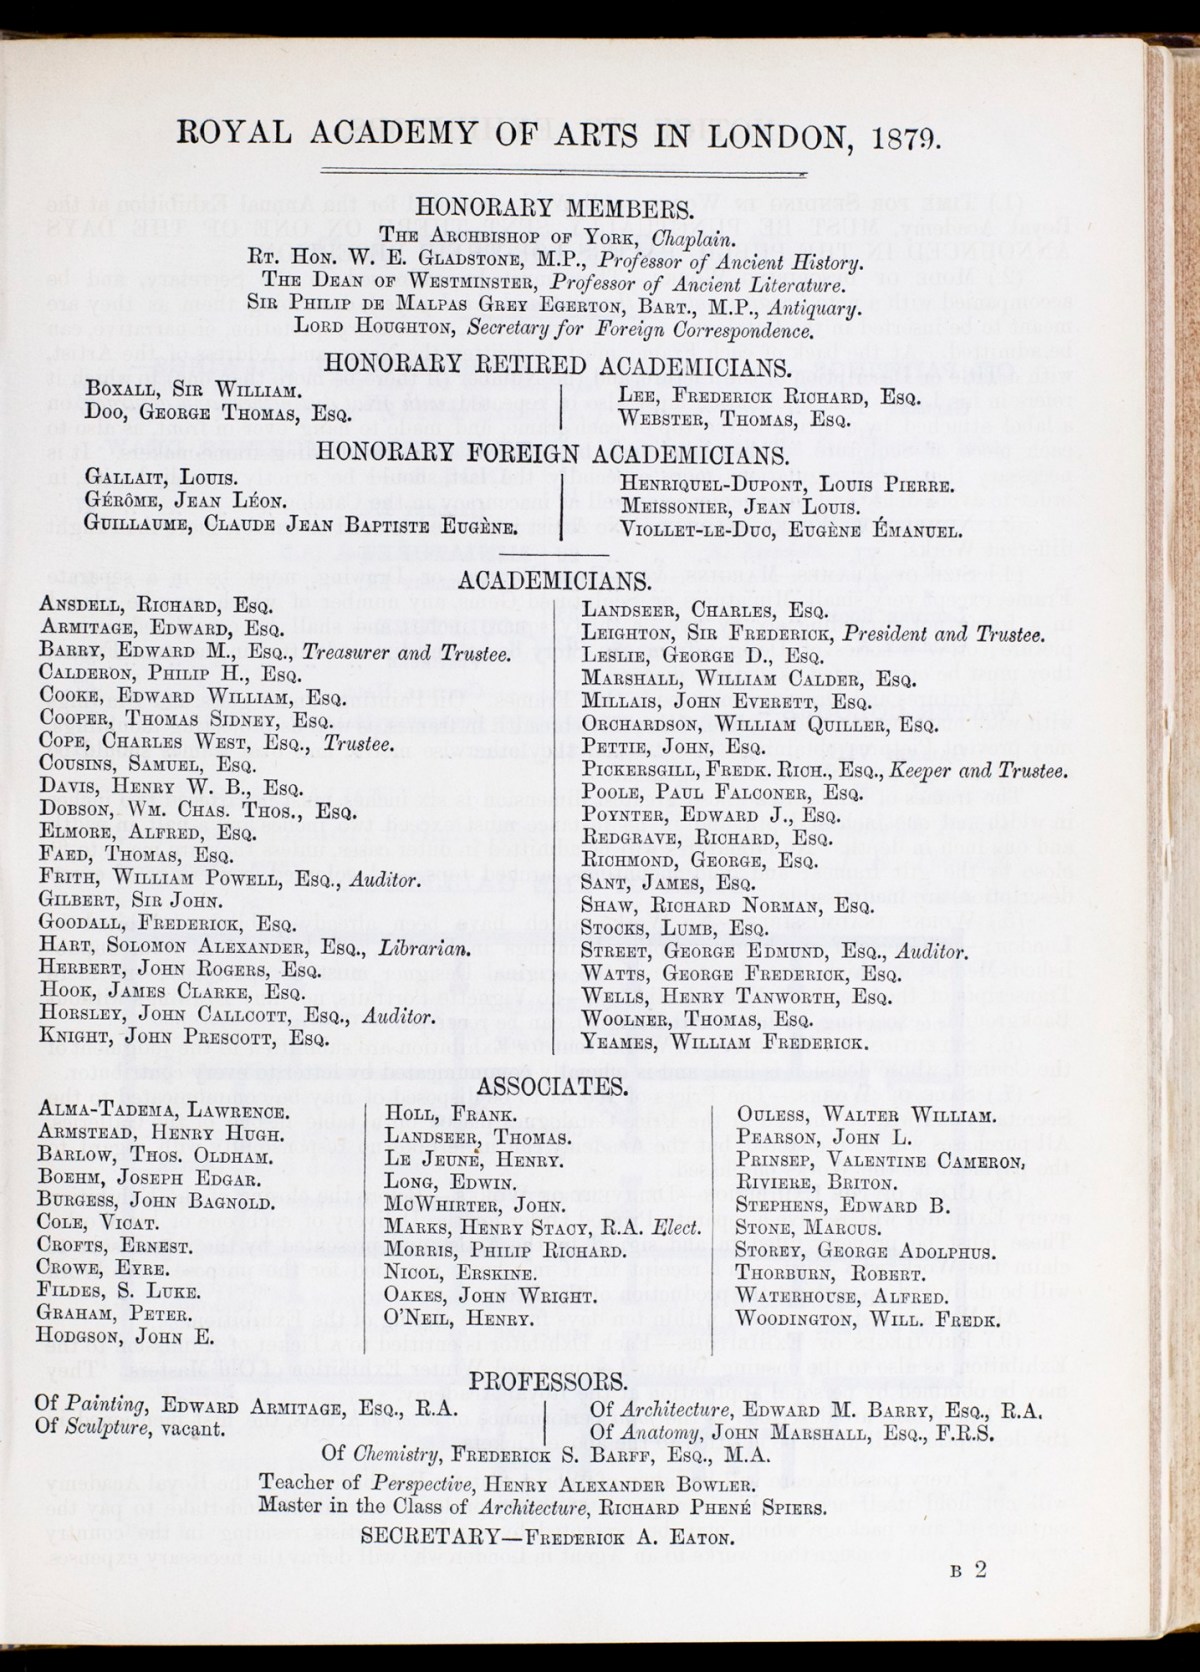 ROYAL ACADEMY OF ARTS IN LONDON, 1879.
HONORARY MEMBERS.
THE ARCHBISHOP OF YORK, Chaplain.
RT. HON. W. E. GLADSTONE, M.P., Professor of Ancient History.
THE DEAN OF WESTMINSTER, Professor of Ancient Literature.
SIR PHILIP DE MALPAS GREY EGERTON, BART., M.P., Antiquary.
LORD HOUGHTON, Secretary for Foreign Correspondence.
HONORARY RETIRED ACADEMICIANS.
BOXALL, SIR WILLIAM.
DOO, GEORGE THOMAS, ESQ.
LEE, FREDERICK RICHARD, ESQ.
WEBSTER, THOMAS, ESQ.
HONORARY FOREIGN ACADEMICIANS.
GALLAIT, LOUIS.
GÉRÔME, JEAN LÉON.
GUILLAUME, CLAUDE JEAN BAPTISTE EUGÈNE.
HENRIQUEL-DUPONT, LOUIS PIERRE.
MEISSONIER, JEAN LOUIS.
VIOLLET-LE-DUC, EUGÈNE ÉMANUEL.
ACADEMICIANS.
ANSDELL, RICHARD, ESQ.
ARMITAGE, EDWARD, ESQ.
BARRY, EDWARD M., ESQ., Treasurer and Trustee.
CALDERON, PHILIP H., ESQ.
COOKE, EDWARD WILLIAM, ESQ.
COOPER, THOMAS SIDNEY, ESQ.
COPE, CHARLES WEST, ESQ., Trustee.
COUSINS, SAMUEL, ESQ.
DAVIS, HENRY W. B., ESQ.
DOBSON, WM. CHAS. THOS., ESQ.
ELMORE, ALFRED, ESQ.
FAED, THOMAS, ESQ.
FRITH, WILLIAM POWELL, ESQ., Auditor.
GILBERT, SIR JOHN.
GOODALL, FREDERICK, ESQ.
HART, SOLOMON ALEXANDER, ESQ., Librarian.
HERBERT, JOHN ROGERS, ESQ.
HOOK, JAMES CLARKE, ESQ.
HORSLEY, JOHN CALLCOTT, ESQ., Auditor.
KNIGHT, JOHN PRESCOTT, ESQ.
LANDSEER, CHARLES, ESQ.
LEIGHTON, SIR FREDERICK, President and Trustee.
LESLIE, GEORGE D., ESQ.
MARSHALL, WILLIAM CALDER, ESQ.
MILLAIS, JOHN EVERETT, ESQ.
ORCHARDSON, WILLIAM QUILLER, ESQ.
PETTIE, JOHN, ESQ.
PICKERSGILL, FREDK. RICH., ESQ., Keeper and Trustee.
POOLE, PAUL FALCONER, ESQ.
POYNTER, EDWARD J., ESQ.
REDGRAVE, RICHARD, ESQ.
RICHMOND, GEORGE, ESQ.
SANT, JAMES, ESQ.
SHAW, RICHARD NORMAN, ESQ.
STOCKS, LUMB, ESQ.
STREET, GEORGE EDMUND, ESQ., Auditor.
WATTS, GEORGE FREDERICK, ESQ.
WELLS, HENRY TANWORTH, ESQ.
WOOLNER, THOMAS, ESQ.
YEAMES, WILLIAM FREDERICK.
ASSOCIATES.
ALMA-TADEMA, LAWRENCE.
ARMSTEAD, HENRY HUGH.
BARLOW, THOS. OLDHAM.
BOEHM, JOSEPH EDGAR.
BURGESS, JOHN BAGNOLD.
COLE, VICAT.
CROFTS, ERNEST.
CROWE, EYRE.
FILDES, S. LUKE.
GRAHAM, PETER.
HODGSON, JOHN E.
HOLL, FRANK.
LANDSEER, THOMAS.
LE JEUNE, HENRY.
LONG, EDWIN.
MCWHIRTER, JOHN.
MARKS, HENRY STACY, R.A. Elect.
MORRIS, PHILIP RICHARD.
NICOL, ERSKINE.
OAKES, JOHN WRIGHT.
O'NEIL, HENRY.
OULESS, WALTER WILLIAM.
PEARSON, JOHN L.
PRINSEP, VALENTINE CAMERON,
RIVIERE, BRITON.
STEPHENS, EDWARD B.
STONE, MARCUS.
STOREY, GEORGE ADOLPHUS.
THORBURN, ROBERT.
WATERHOUSE, ALFRED.
WOODINGTON, WILL. FREDK.
PROFESSORS.
Of Painting, EDWARD ARMITAGE, ESQ., R.A.
Of Sculpture, vacant.
Of Architecture, EDWARD M. BARRY, ESQ., R.A.
Of Anatomy, JOHN MARSHALL, ESQ., F.R.S.
Of Chemistry, FREDERICK S. BARFF, ESQ., M.A.
Teacher of Perspective, HENRY ALEXANDER BOWLER.
Master in the Class of Architecture, RICHARD PHENÉ SPIERS.
SECRETARY—FREDERICK A. EATON.
B 2